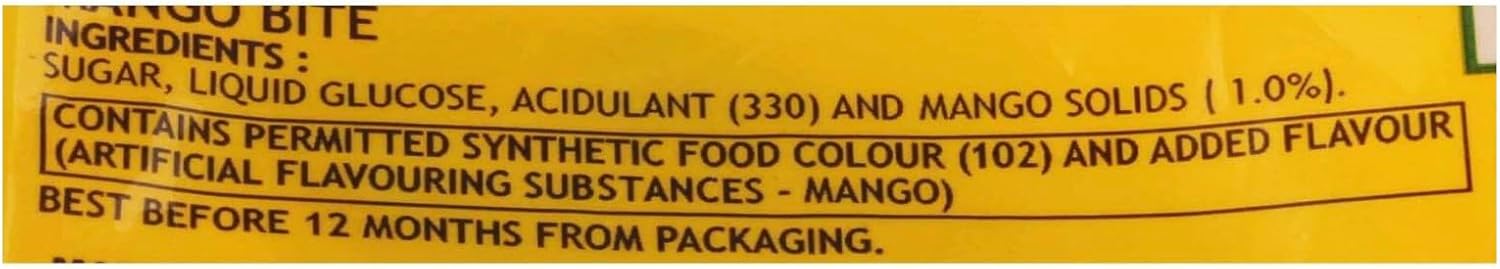 MANGO BITE
INGREDIENTS :
SUGAR, LIQUID GLUCOSE, ACIDULANT (330) AND MANGO SOLIDS ( 1.0%).
CONTAINS PERMITTED SYNTHETIC FOOD COLOUR (102) AND ADDED FLAVOUR
(ARTIFICIAL FLAVOURING SUBSTANCES - MANGO)
BEST BEFORE 12 MONTHS FROM PACKAGING.